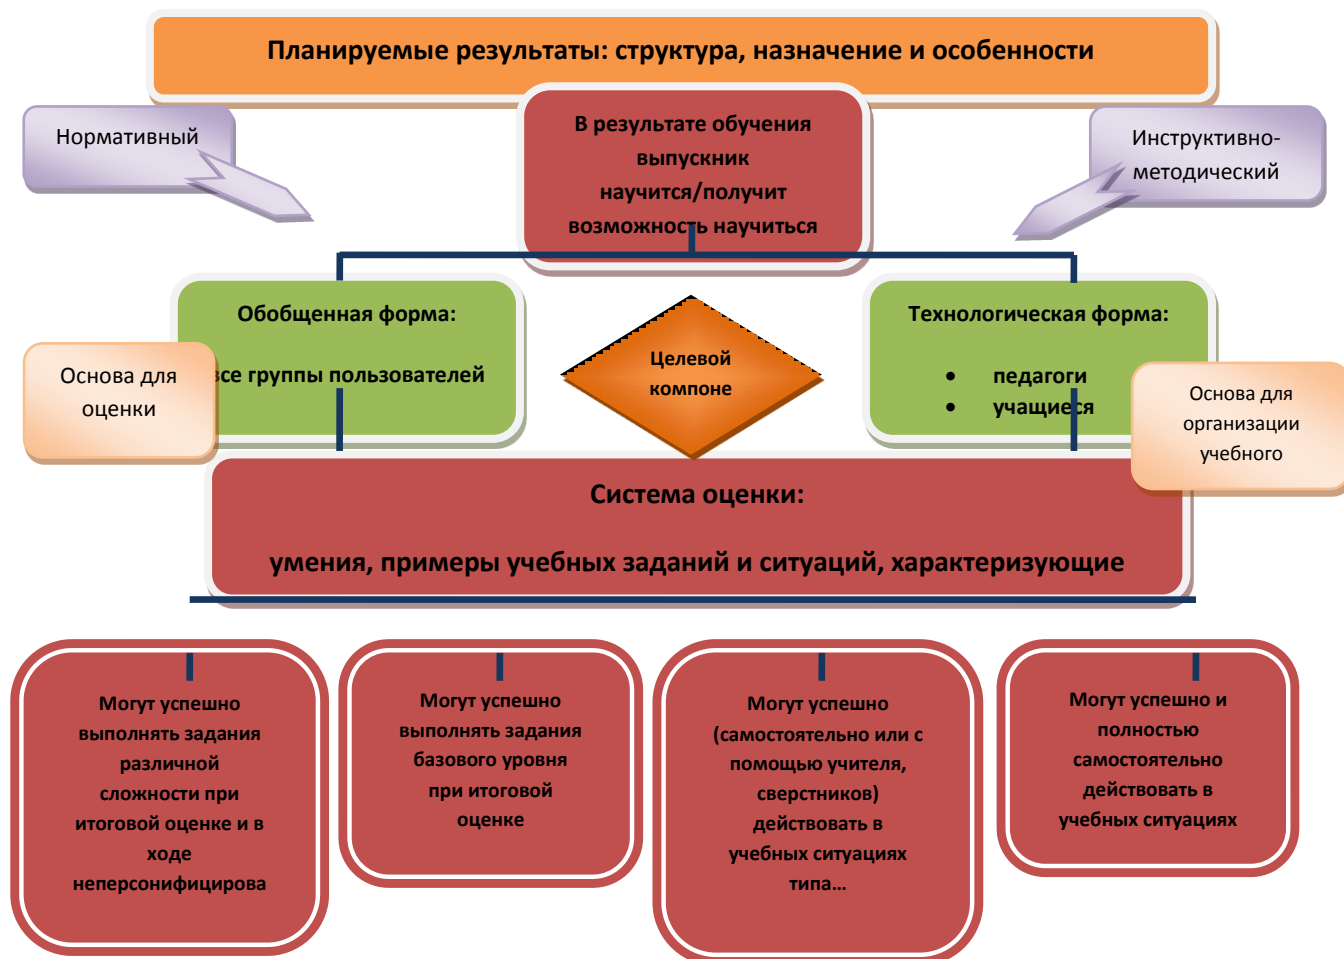 Планируемые результаты: структура, назначение и особенности
Нормативный
В результате обучения
выпускник
научится/получит
возможность научиться
Инструктивно-
методический
Обобщенная форма:
все группы пользователей
Основа для
оценки
Целевой
компоне
Технологическая форма:
• педагоги
• учащиеся
Основа для
организации
учебного
Система оценки:
умения, примеры учебных заданий и ситуаций, характеризующие
Могут успешно
выполнять задания
различной
сложности при
итоговой оценке и в
ходе
неперсонифицирова
Могут успешно
выполнять задания
базового уровня
при итоговой
оценке
Могут успешно
(самостоятельно или с
помощью учителя,
сверстников)
действовать в
учебных ситуациях
типа…
Могут успешно и
полностью
самостоятельно
действовать в
учебных ситуациях